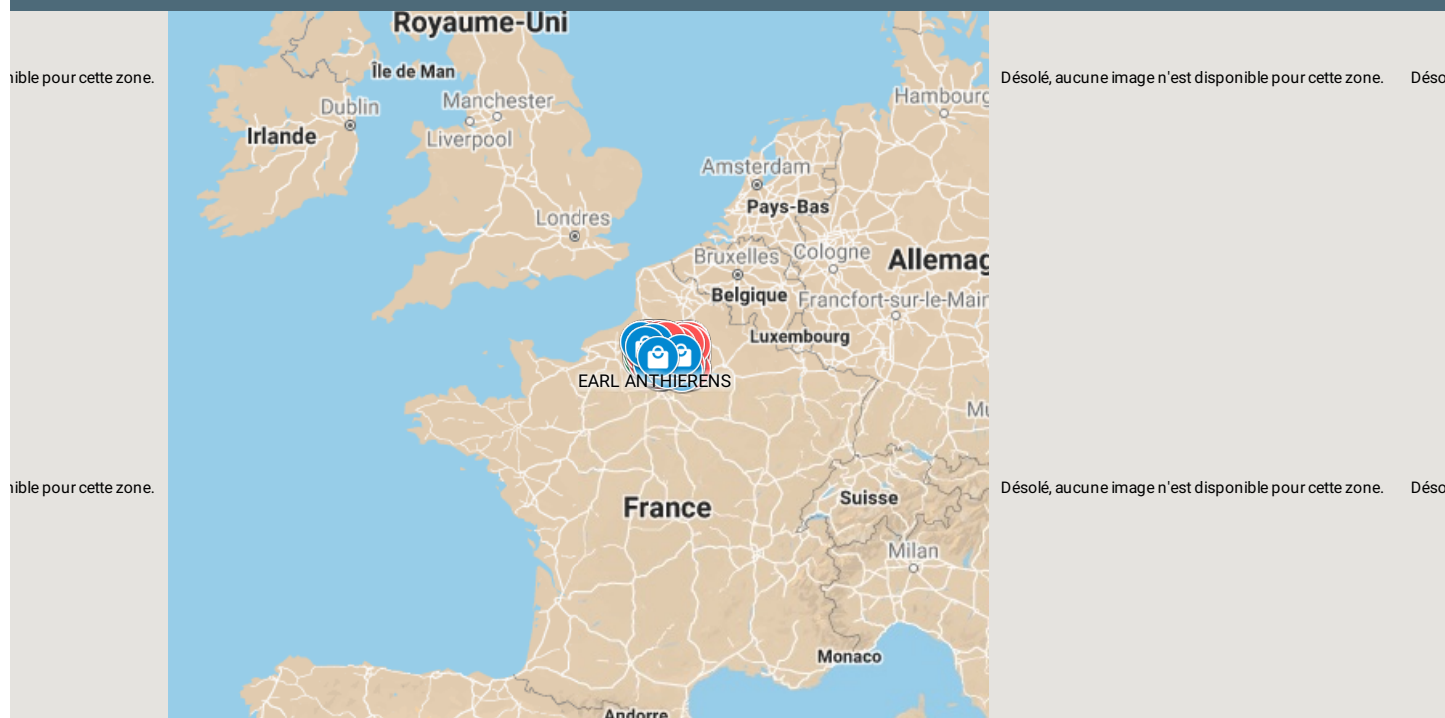 Royaume-Uni
Île de Man
nible pour cette zone.
Désolé, aucune image n'est disponible pour cette zone.
Déso
Hambourg
Dublin
Manchester
Irlande
Liverpool
Amsterdam
Pays-Bas
Londres
Bruxelles
Cologne
Allemag
Belgique
Francfort-sur-le-Main
Luxembourg
EARL ANTHIERENS
Mu
nible pour cette zone.
Désolé, aucune image n'est disponible pour cette zone.
Déso
Suisse
France
Milan
Monaco
Andorre